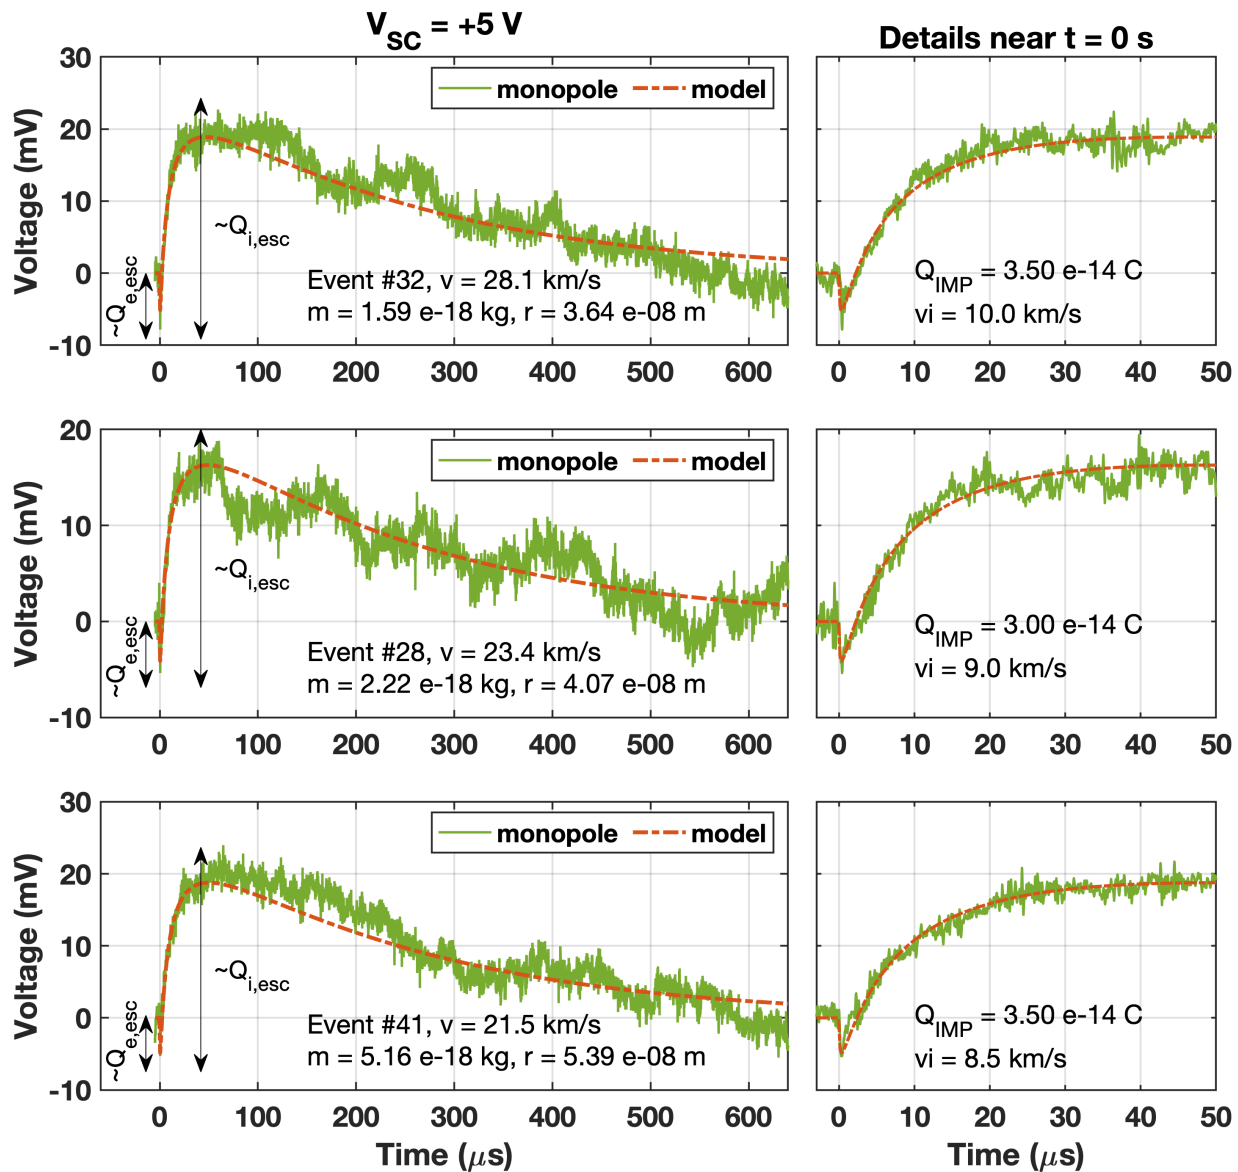 V_SC = +5 V
Details near t = 0 s
30
20
10
0
-10
Voltage (mV)
monopole
model
~Q_e,esc
~Q_i,esc
Event #32, v = 28.1 km/s
m = 1.59 e-18 kg, r = 3.64 e-08 m
0 100 200 300 400 500 600
Q_IMP = 3.50 e-14 C
vi = 10.0 km/s
0 10 20 30 40 50
20
10
0
-10
Voltage (mV)
monopole
model
~Q_e,esc
~Q_i,esc
Event #28, v = 23.4 km/s
m = 2.22 e-18 kg, r = 4.07 e-08 m
0 100 200 300 400 500 600
Q_IMP = 3.00 e-14 C
vi = 9.0 km/s
0 10 20 30 40 50
30
20
10
0
-10
Voltage (mV)
monopole
model
~Q_e,esc
~Q_i,esc
Event #41, v = 21.5 km/s
m = 5.16 e-18 kg, r = 5.39 e-08 m
0 100 200 300 400 500 600
Time (μs)
Q_IMP = 3.50 e-14 C
vi = 8.5 km/s
0 10 20 30 40 50
Time (μs)